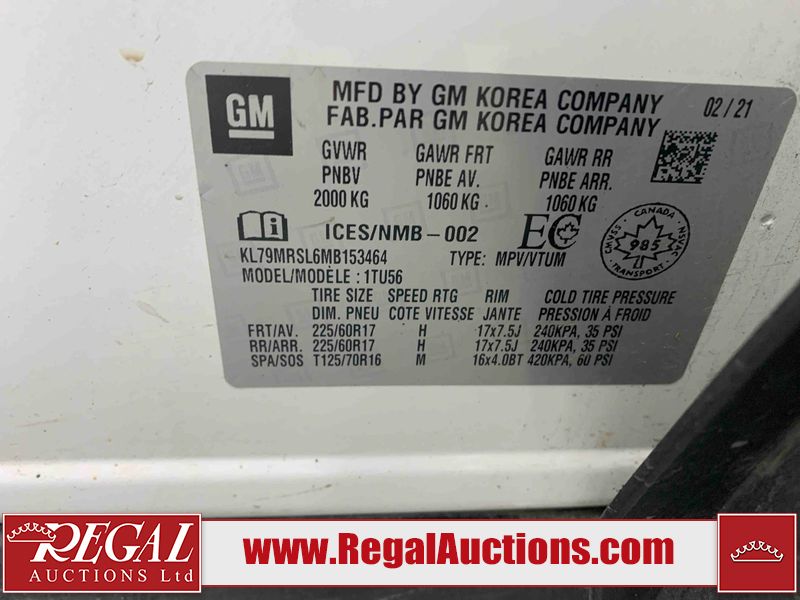 GM
MFD BY GM KOREA COMPANY 02/21
FAB.PAR GM KOREA COMPANY
GVWR GAWR FRT GAWR RR
PNBV PNBE AV. PNBE ARR.
2000 KG 1060 KG 1060 KG
ICES/NMB-002 EC
CANADA CMVSS NSVAC 985 TRANSPORT
KL79MRSL6MB153464 TYPE: MPV/VTUM
MODEL/MODÈLE : 1TU56
TIRE SIZE SPEED RTG RIM COLD TIRE PRESSURE
DIM. PNEU COTE VITESSE JANTE PRESSION À FROID
FRT/AV. 225/60R17 H 17x7.5J 240KPA, 35 PSI
RR/ARR. 225/60R17 H 17x7.5J 240KPA, 35 PSI
SPA/SOS T125/70R16 M 16x4.0BT 420KPA, 60 PSI
REGAL
AUCTIONS Ltd
www.RegalAuctions.com